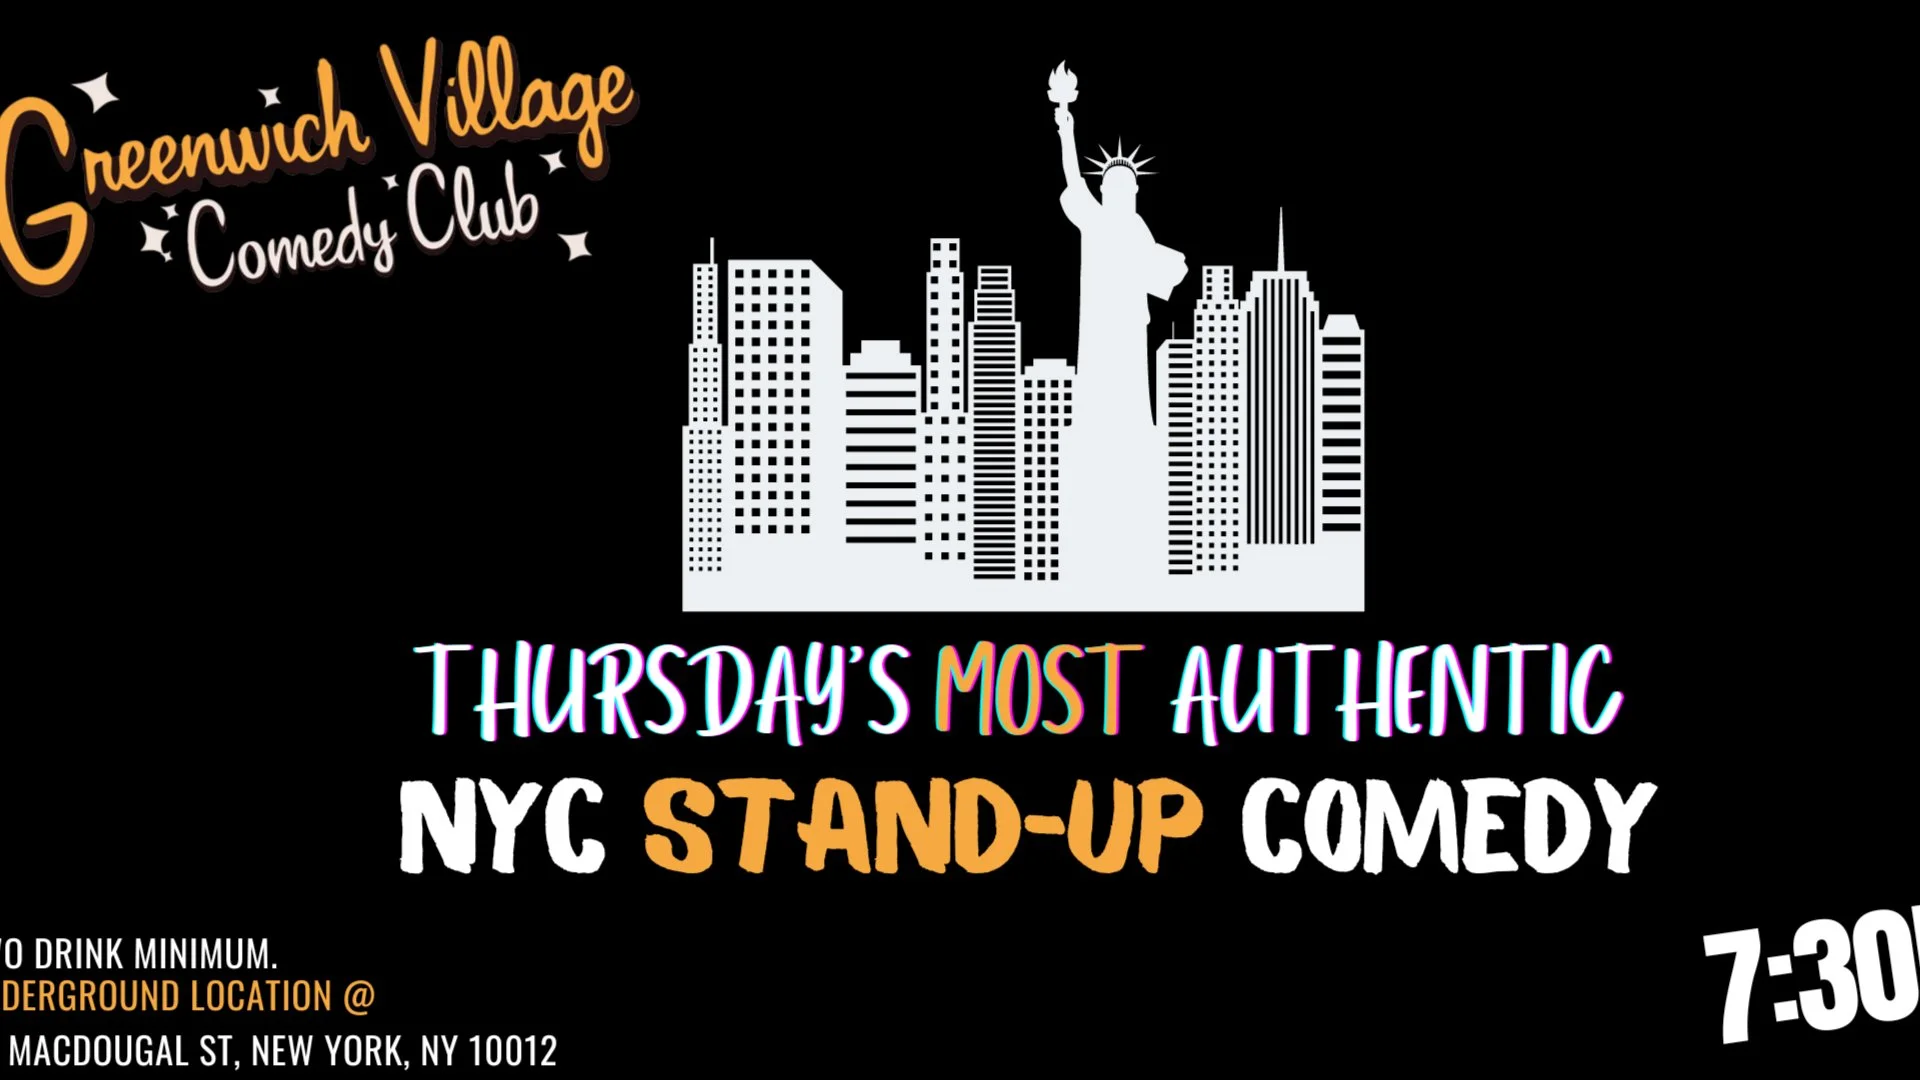 Greenwich Village
Comedy Club
THURSDAY'S MOST AUTHENTIC
NYC STAND-UP COMEDY
DRINK MINIMUM.
LOCATION @
MACDOUGAL ST, NEW YORK, NY 10012
7:30